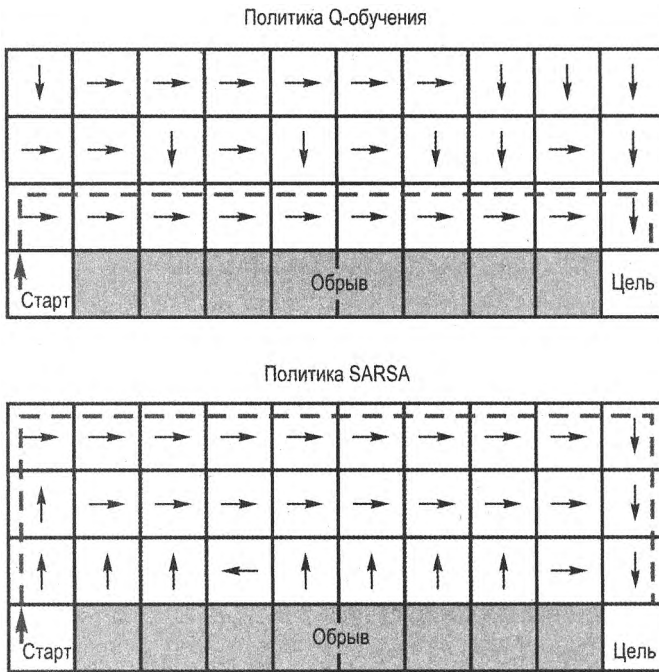 Политика Q-обучения
Обрыв
Старт
Цель
Политика SARSA
Обрыв
Старт
Цель